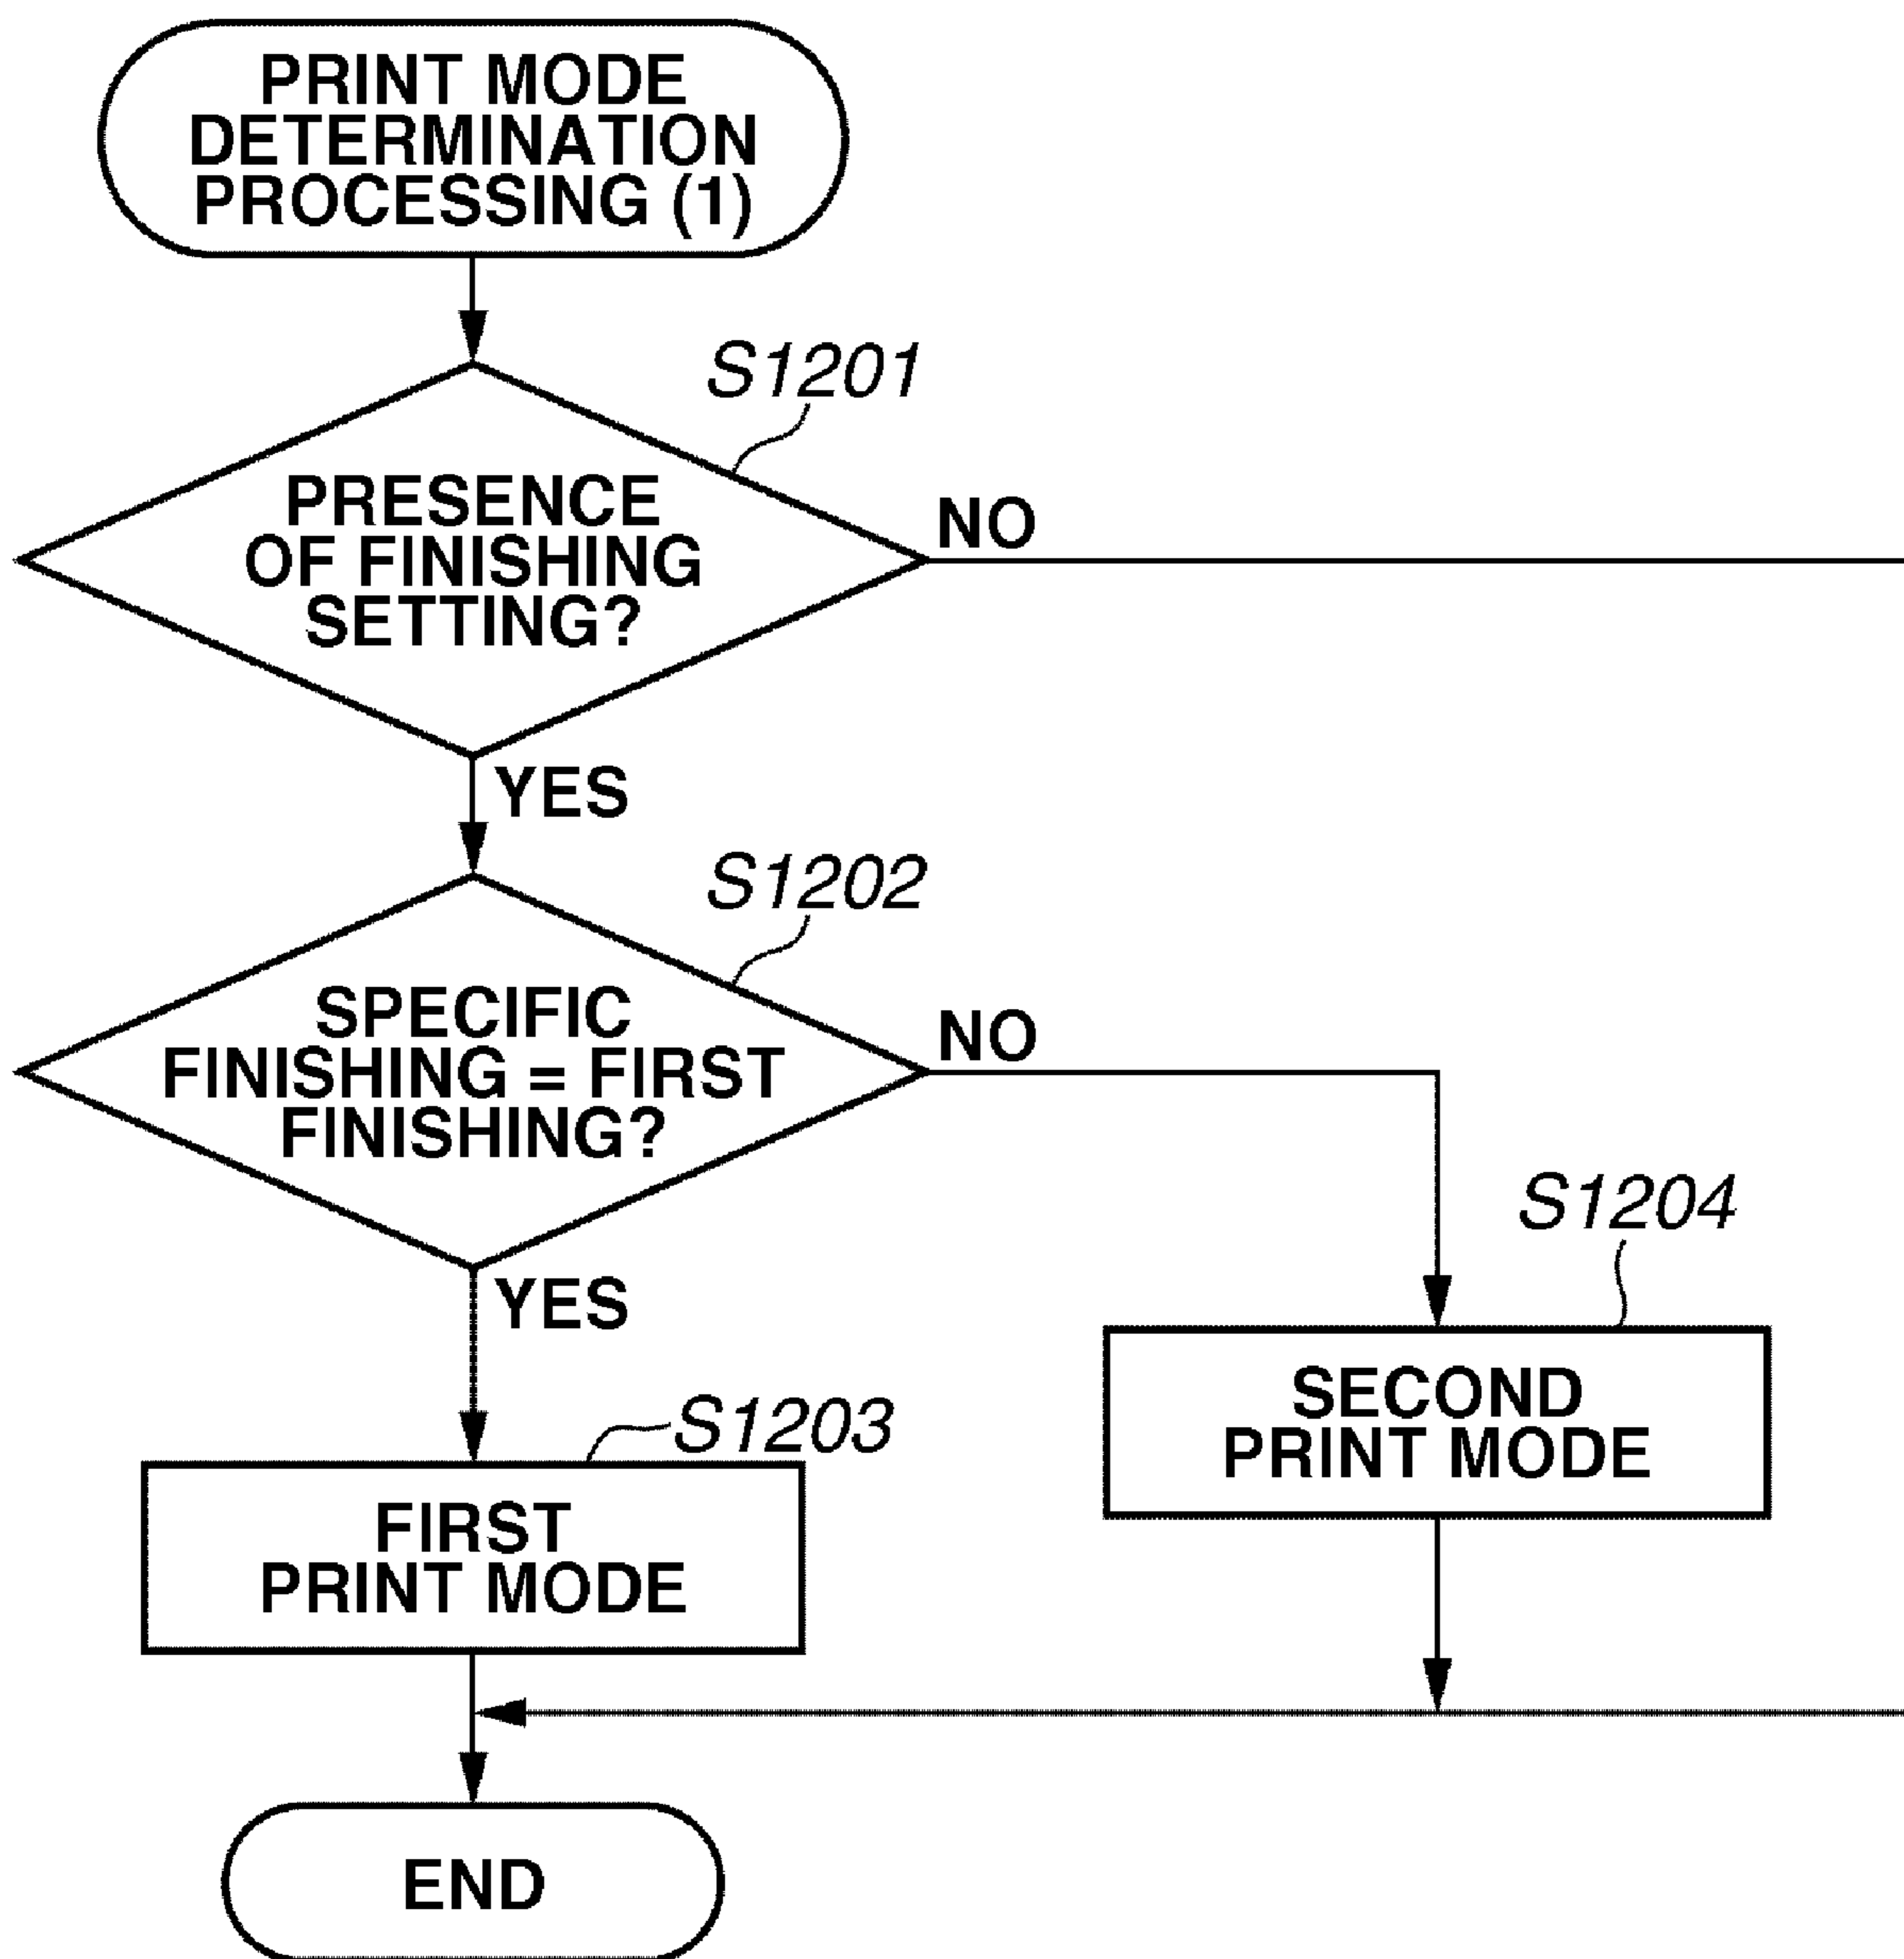 PRINT MODE
DETERMINATION
PROCESSING (1)
S1201
PRESENCE
OF FINISHING
SETTING?
NO
YES
S1202
SPECIFIC
FINISHING = FIRST
FINISHING?
NO
YES
S1204
SECOND
PRINT MODE
S1203
FIRST
PRINT MODE
END